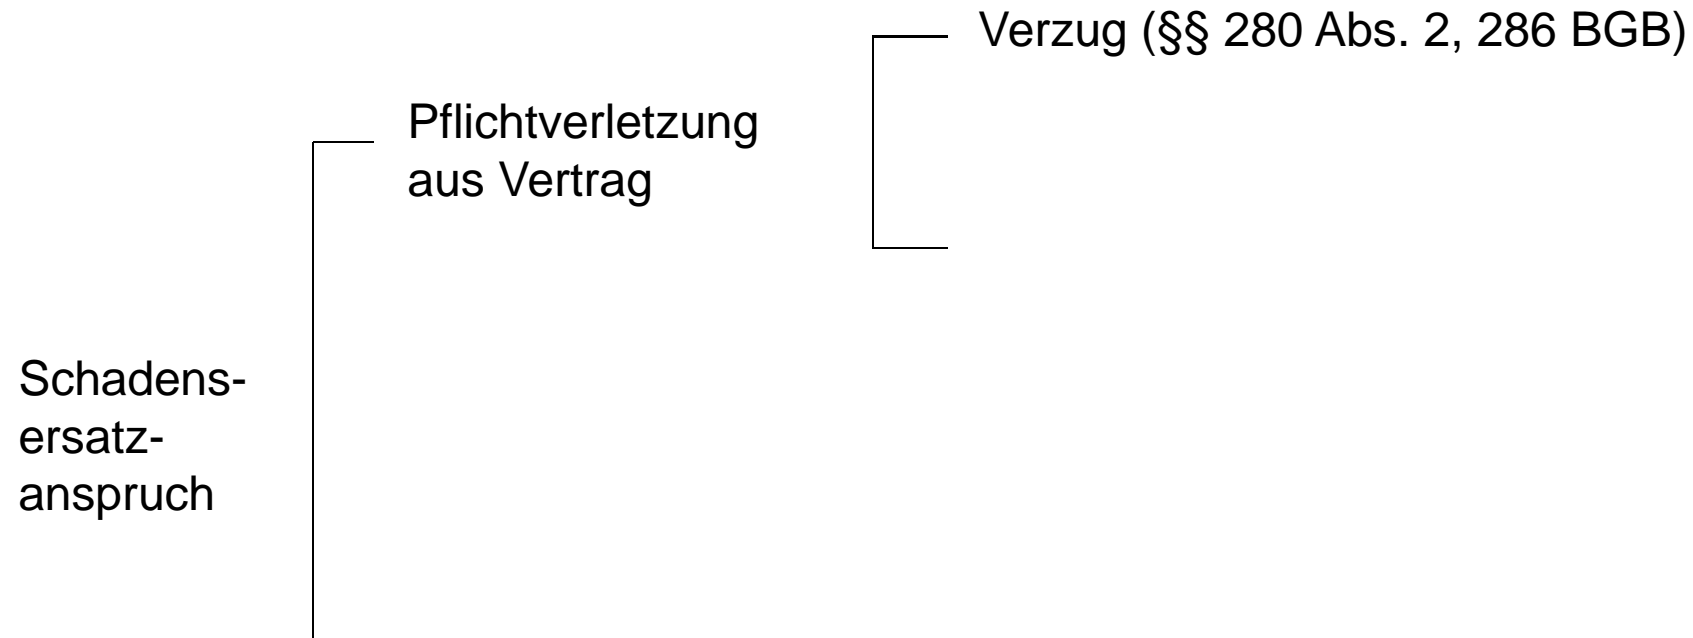 Verzug (§§ 280 Abs. 2, 286 BGB)
Pflichtverletzung
aus Vertrag
Schadens-
ersatz-
anspruch